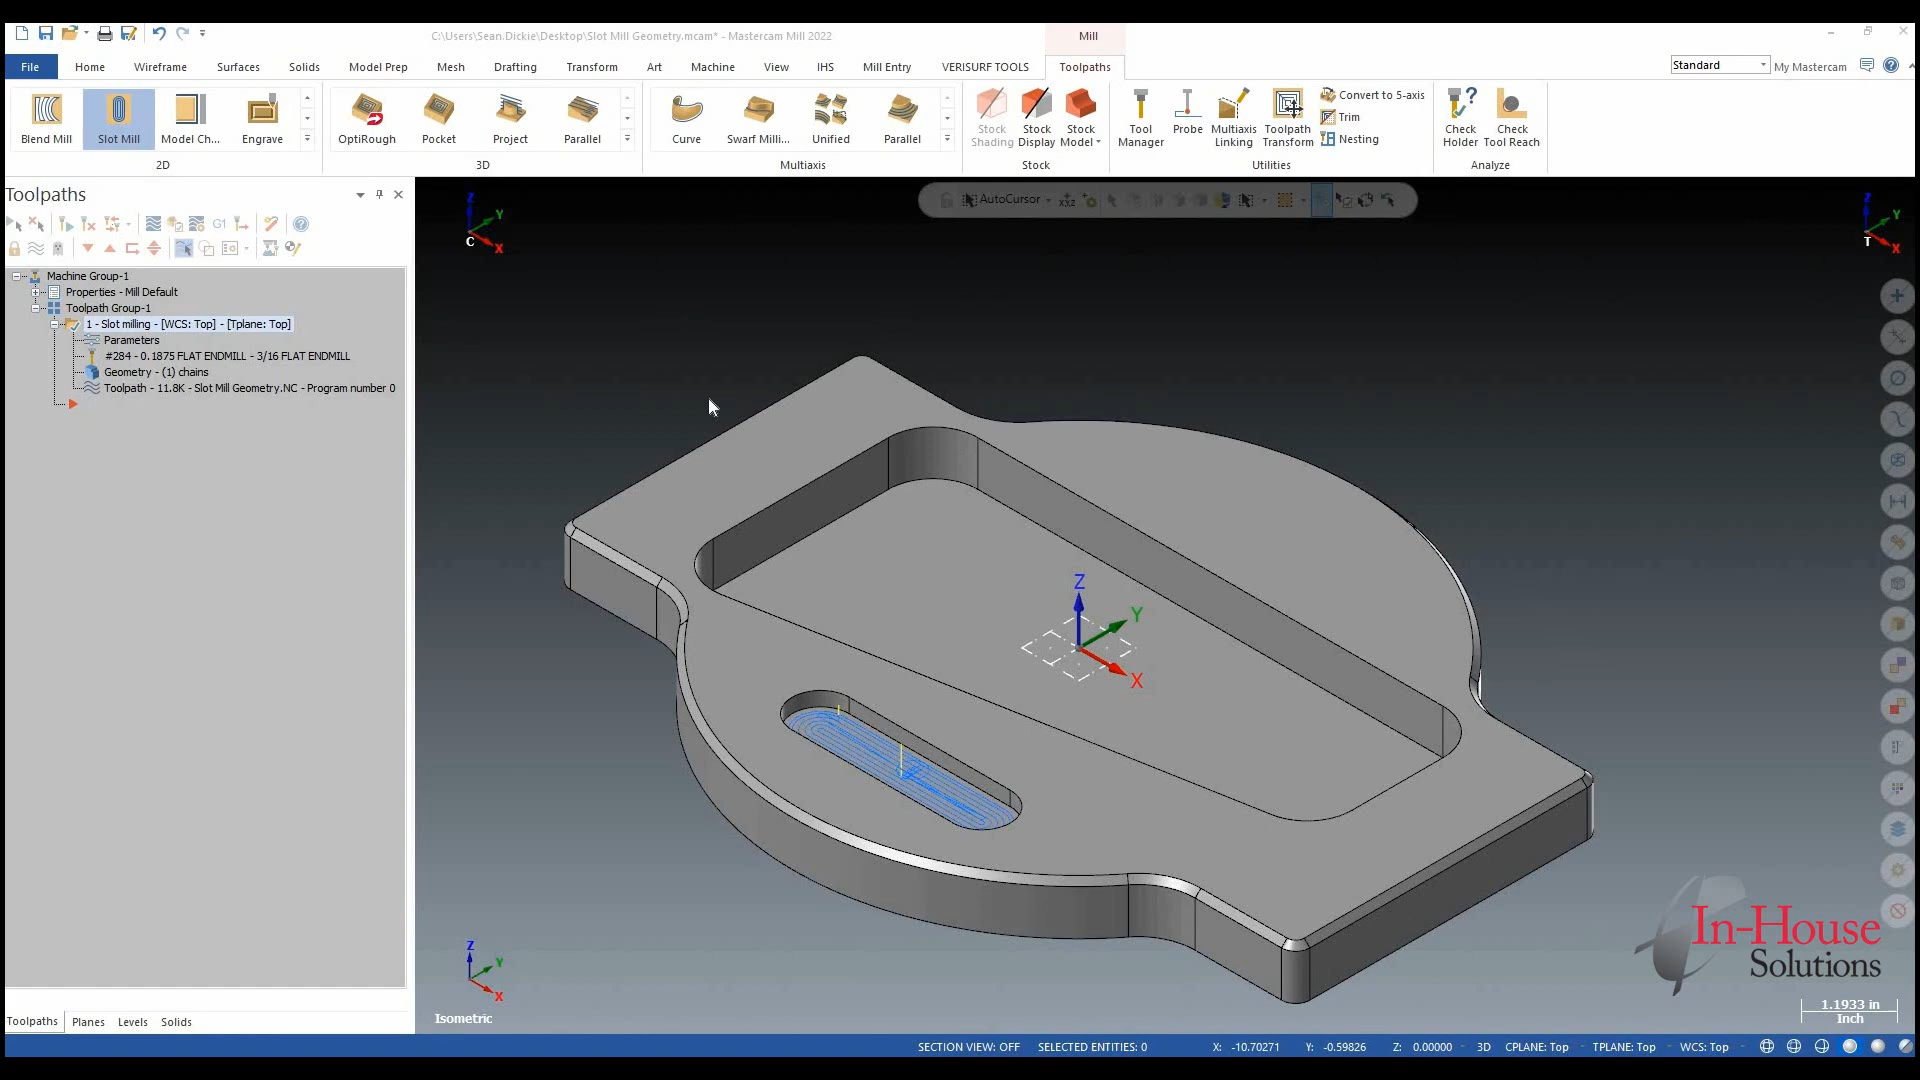 C:\Users\Sean.Dickie\Desktop\Slot Mill Geometry.mcam* - Mastercam Mill 2022
Mill
File Home Wireframe Surfaces Solids Model Prep Mesh Drafting Transform Art Machine View IHS Mill Entry VERISURF TOOLS Toolpaths
Standard My Mastercam
Blend Mill Slot Mill Model Ch... Engrave
2D
OptiRough Pocket Project Parallel
3D
Curve Swarf Milli... Unified Parallel
Multiaxis
Stock Shading Stock Display Stock Model
Stock
Tool Manager Probe Multiaxis Linking Toolpath Transform Convert to 5-axis
Trim
Nesting
Utilities
Check Holder Check Tool Reach
Analyze
Toolpaths
G1
AutoCursor
XYZ
Machine Group-1
Properties - Mill Default
Toolpath Group-1
1 - Slot milling - [WCS: Top] - [Tplane: Top]
Parameters
#284 - 0.1875 FLAT ENDMILL - 3/16 FLAT ENDMILL
Geometry - (1) chains
Toolpath - 11.8K - Slot Mill Geometry.NC - Program number 0
Z Y C X
Z Y T X
Z
Y
X
Z Y X
Isometric
In-House
Solutions
1.1933 in
Inch
Toolpaths Planes Levels Solids
SECTION VIEW: OFF SELECTED ENTITIES: 0 X: -10.70271 Y: -0.59826 Z: 0.00000 3D CPLANE: Top TPLANE: Top WCS: Top